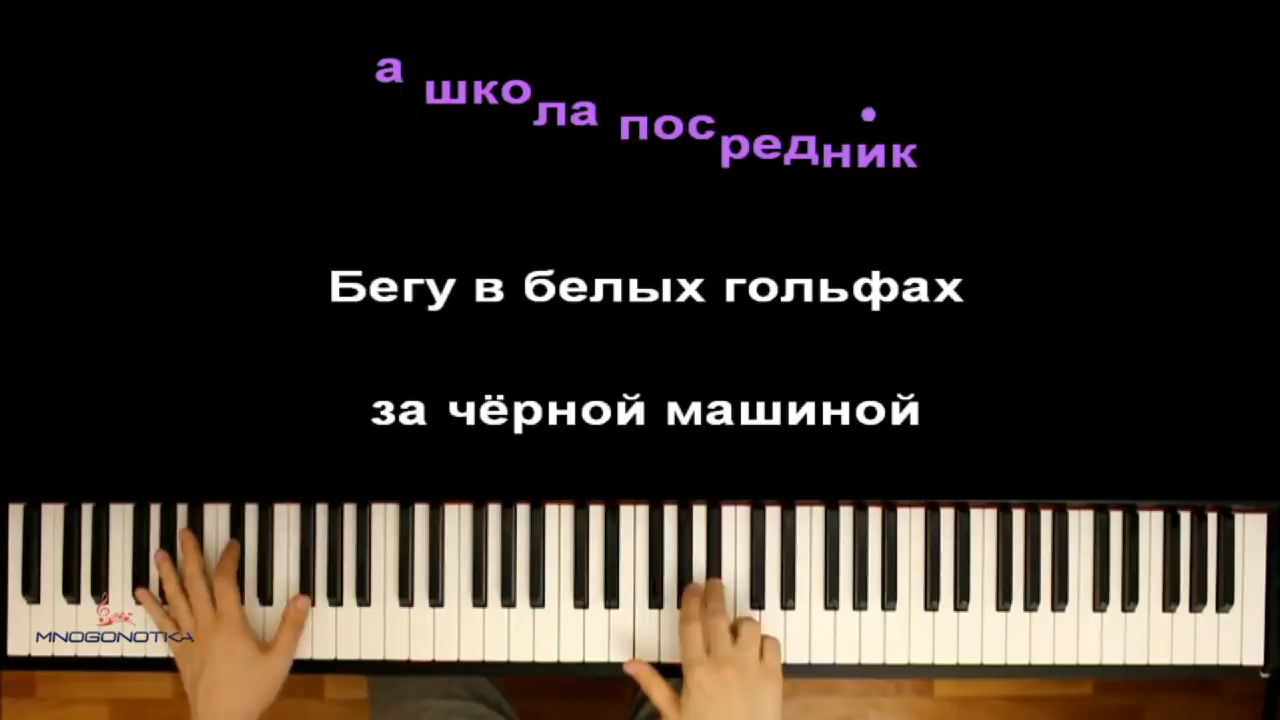 а школа посредник
Бегу в белых гольфах
за чёрной машиной
MNOGONOTKA